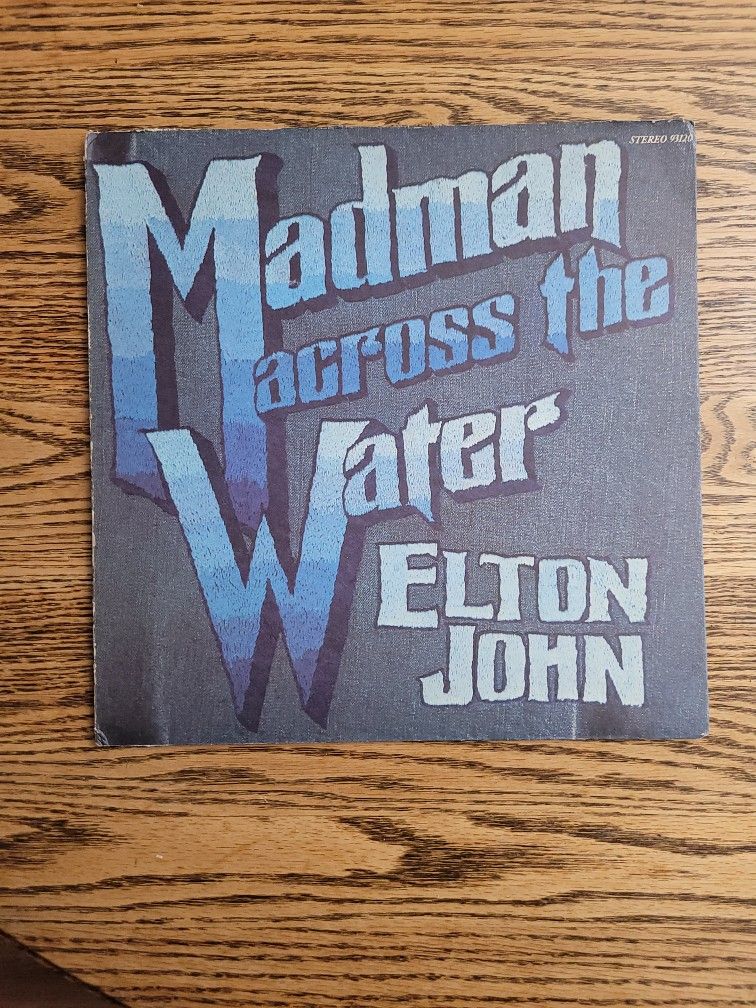 STEREO 93120
Madman
across the
Water
ELTON
JOHN